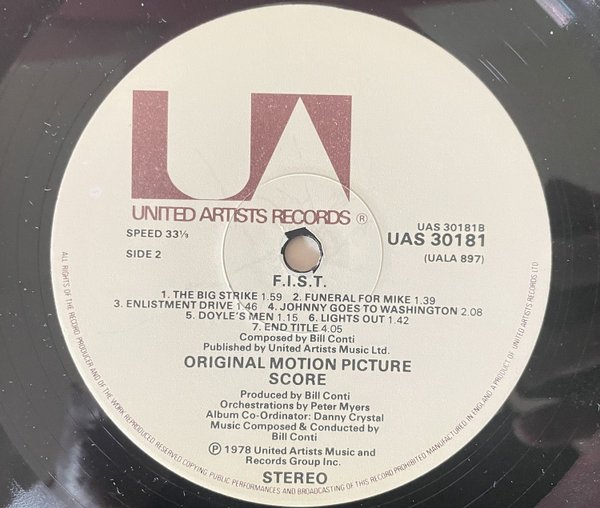 UA
UNITED ARTISTS RECORDS ®
SPEED 33⅓
UAS 30181B
UAS 30181
SIDE 2
(UALA 897)
F.I.S.T.
1. THE BIG STRIKE 1.59 2. FUNERAL FOR MIKE 1.39
3. ENLISTMENT DRIVE 1.46 4. JOHNNY GOES TO WASHINGTON 2.08
5. DOYLE'S MEN 1.15 6. LIGHTS OUT 1.42
7. END TITLE 4.05
Composed by Bill Conti
Published by United Artists Music Ltd.
ORIGINAL MOTION PICTURE
SCORE
Produced by Bill Conti
Orchestrations by Peter Myers
Album Co-Ordinator: Danny Crystal
Music Composed & Conducted by
Bill Conti
℗ 1978 United Artists Music and
Records Group Inc.
STEREO
ALL RIGHTS OF THE RECORD PRODUCER AND OF THE WORK REPRODUCED RESERVED COPYING PUBLIC PERFORMANCES AND BROADCASTING OF THIS RECORD PROHIBITED MANUFACTURED IN ENGLAND A PRODUCT OF UNITED ARTISTS RECORDS LTD